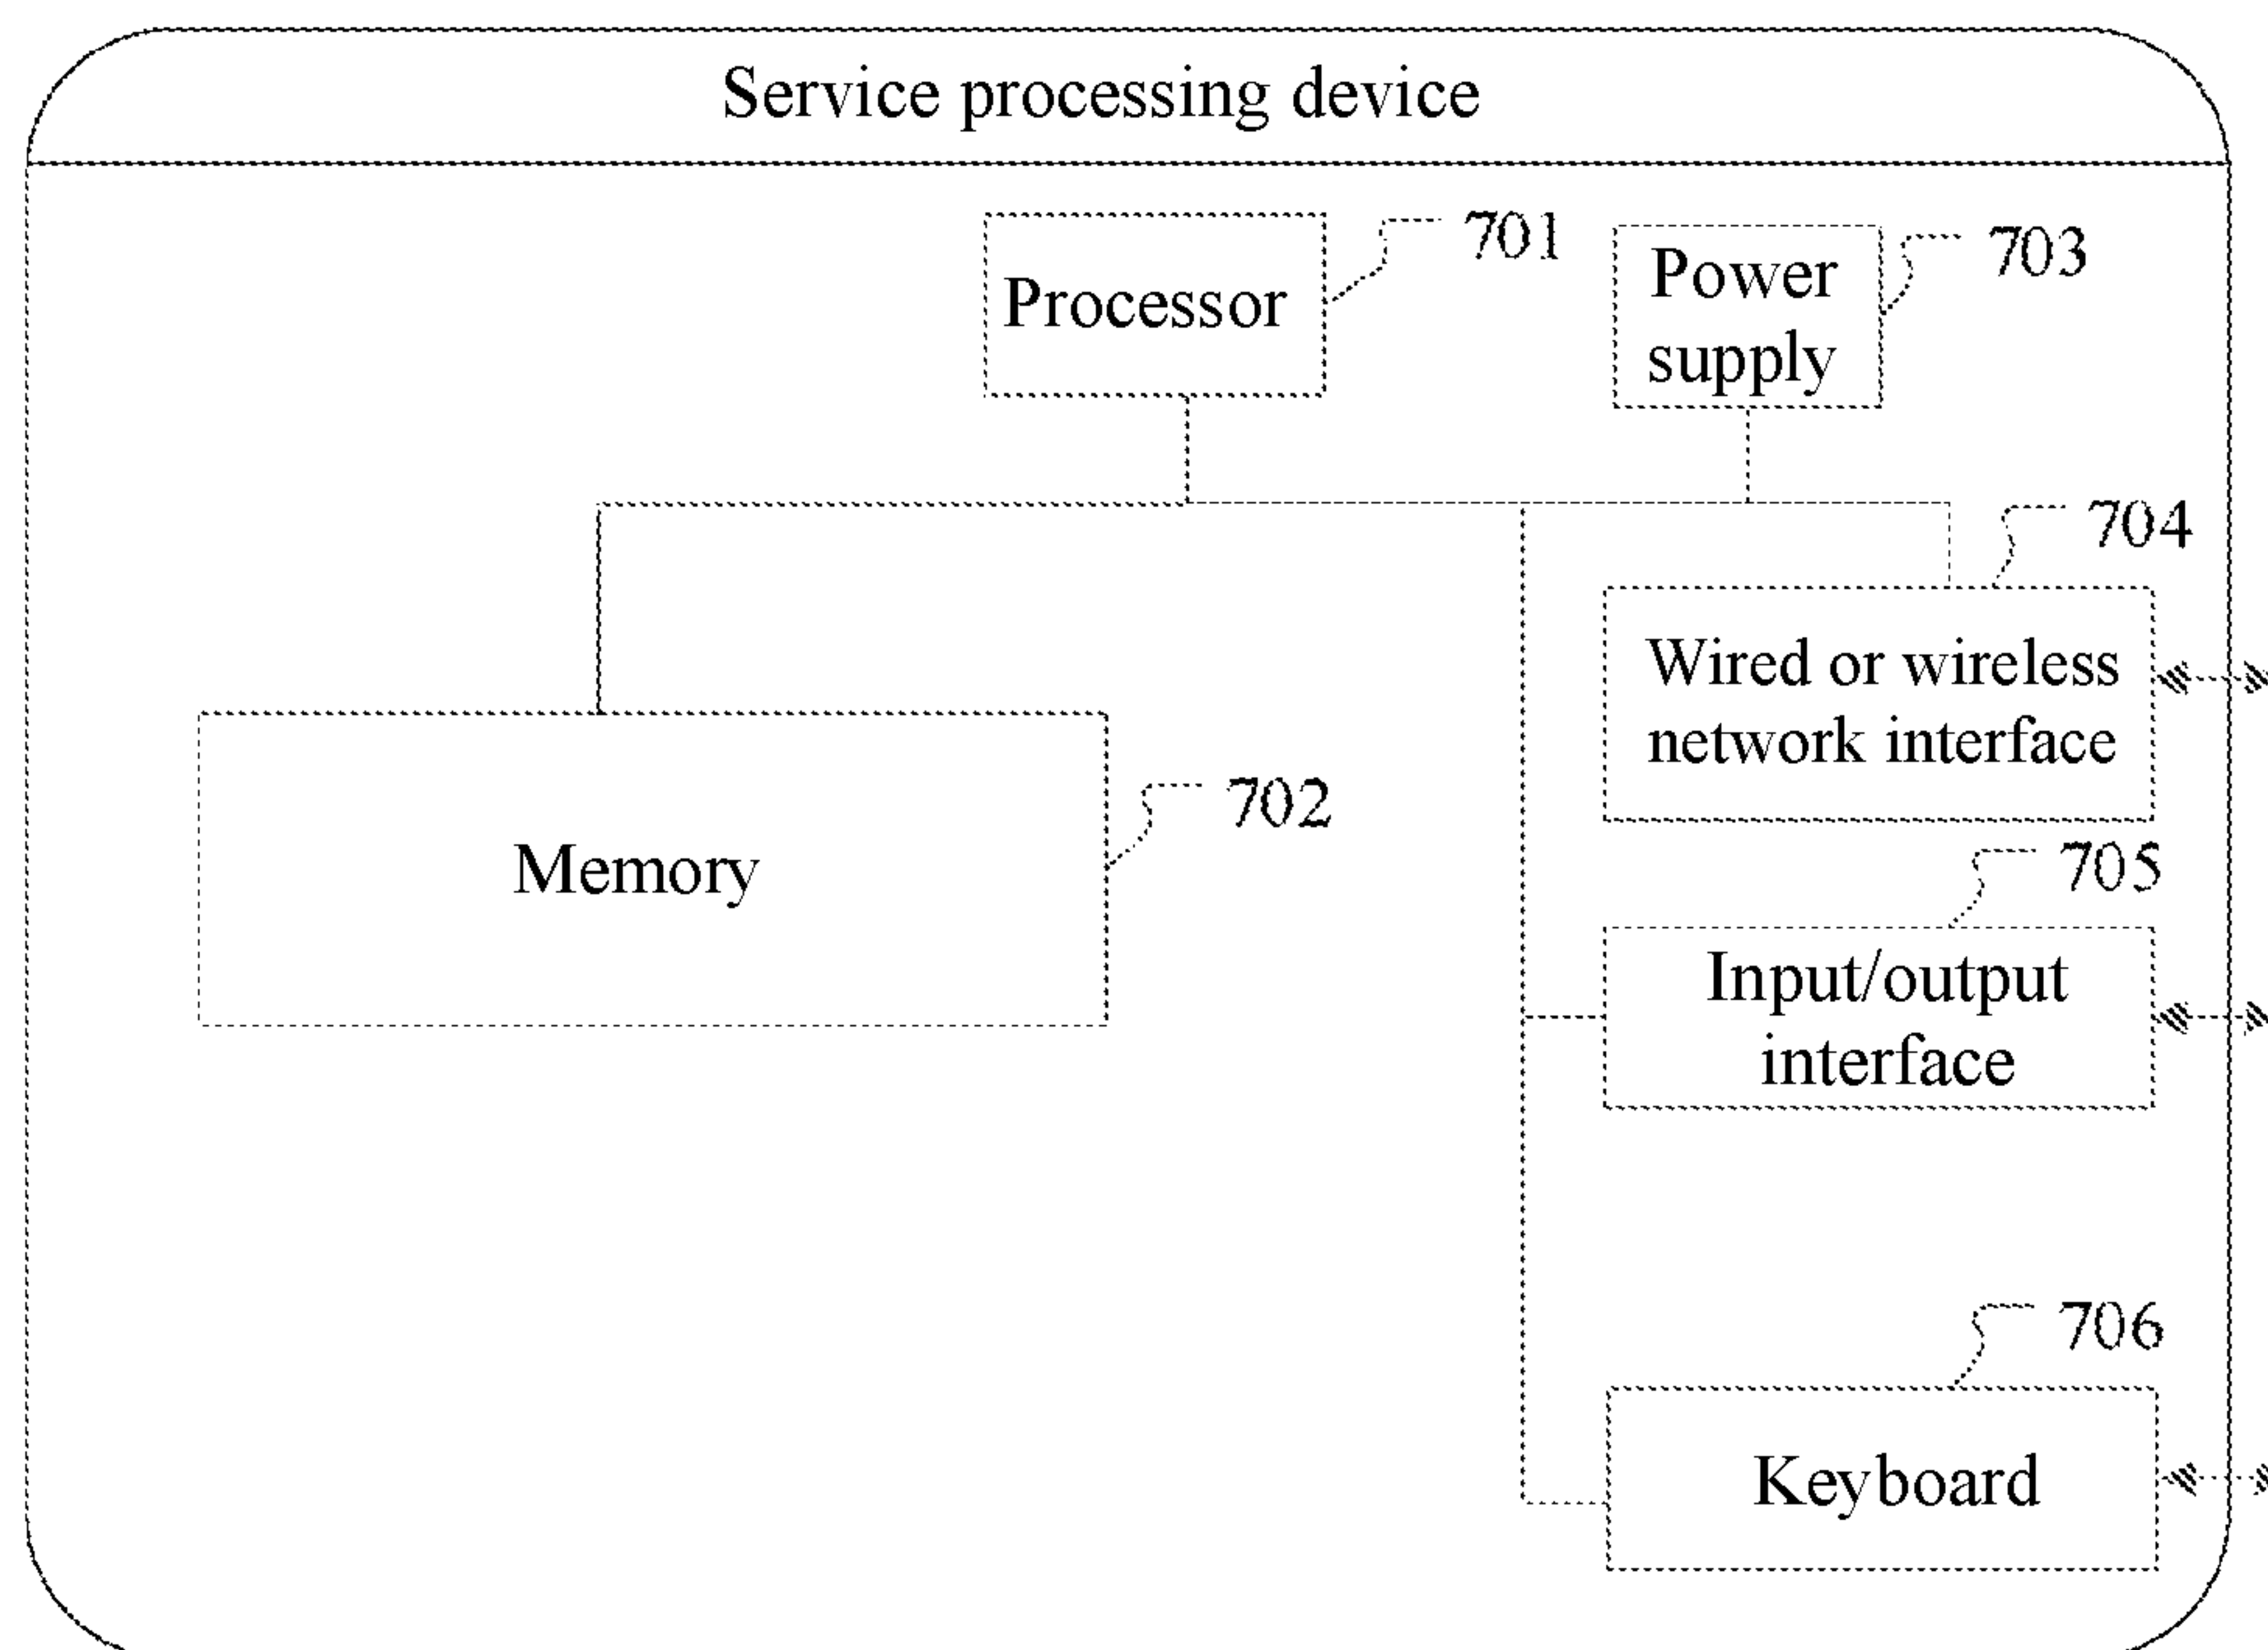 Service processing device
701
703
Processor
Power
supply
704
Wired or wireless
network interface
702
Memory
705
Input/output
interface
706
Keyboard